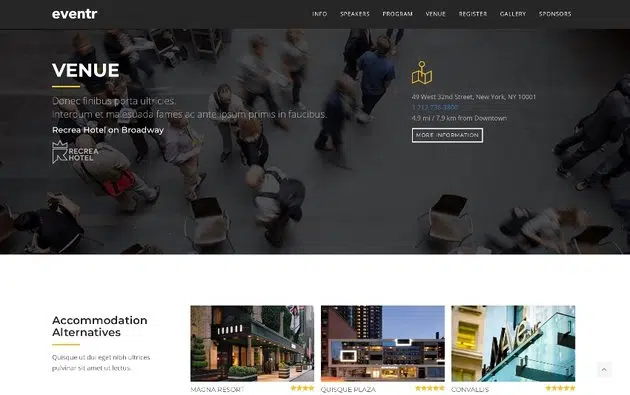 eventr
INFO SPEAKERS PROGRAM VENUE REGISTER GALLERY SPONSORS
VENUE
Donec finibus porta ultricies.
Interdum et malesuada fames ac ante ipsum primis in faucibus.
Recrea Hotel on Broadway
RECREA
HOTEL
49 West 32nd Street, New York, NY 10001
1 212 736 3800
4.9 mi / 7.9 km from Downtown
MORE INFORMATION
Accommodation
Alternatives
Quisque ut dui eget nibh ultrices
pulvinar sit amet ut lectus.
MAGNA RESORT
QUISQUE PLAZA
CONVALLIS